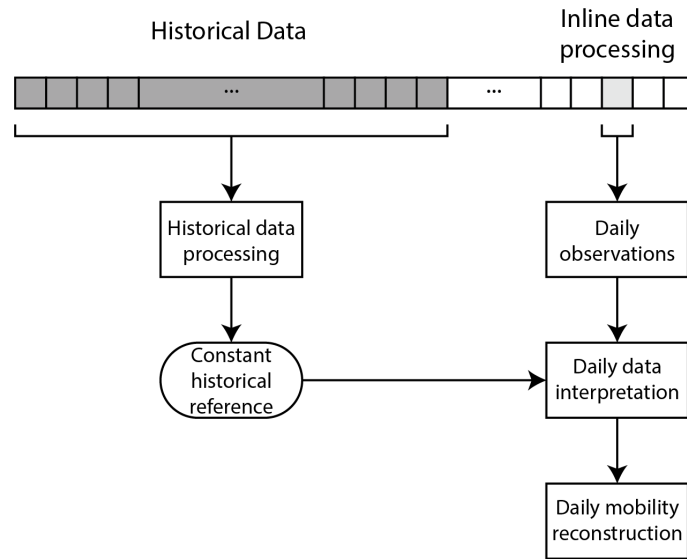 Historical Data
Inline data
processing
...
...
Historical data
processing
Daily
observations
Constant
historical
reference
Daily data
interpretation
Daily mobility
reconstruction